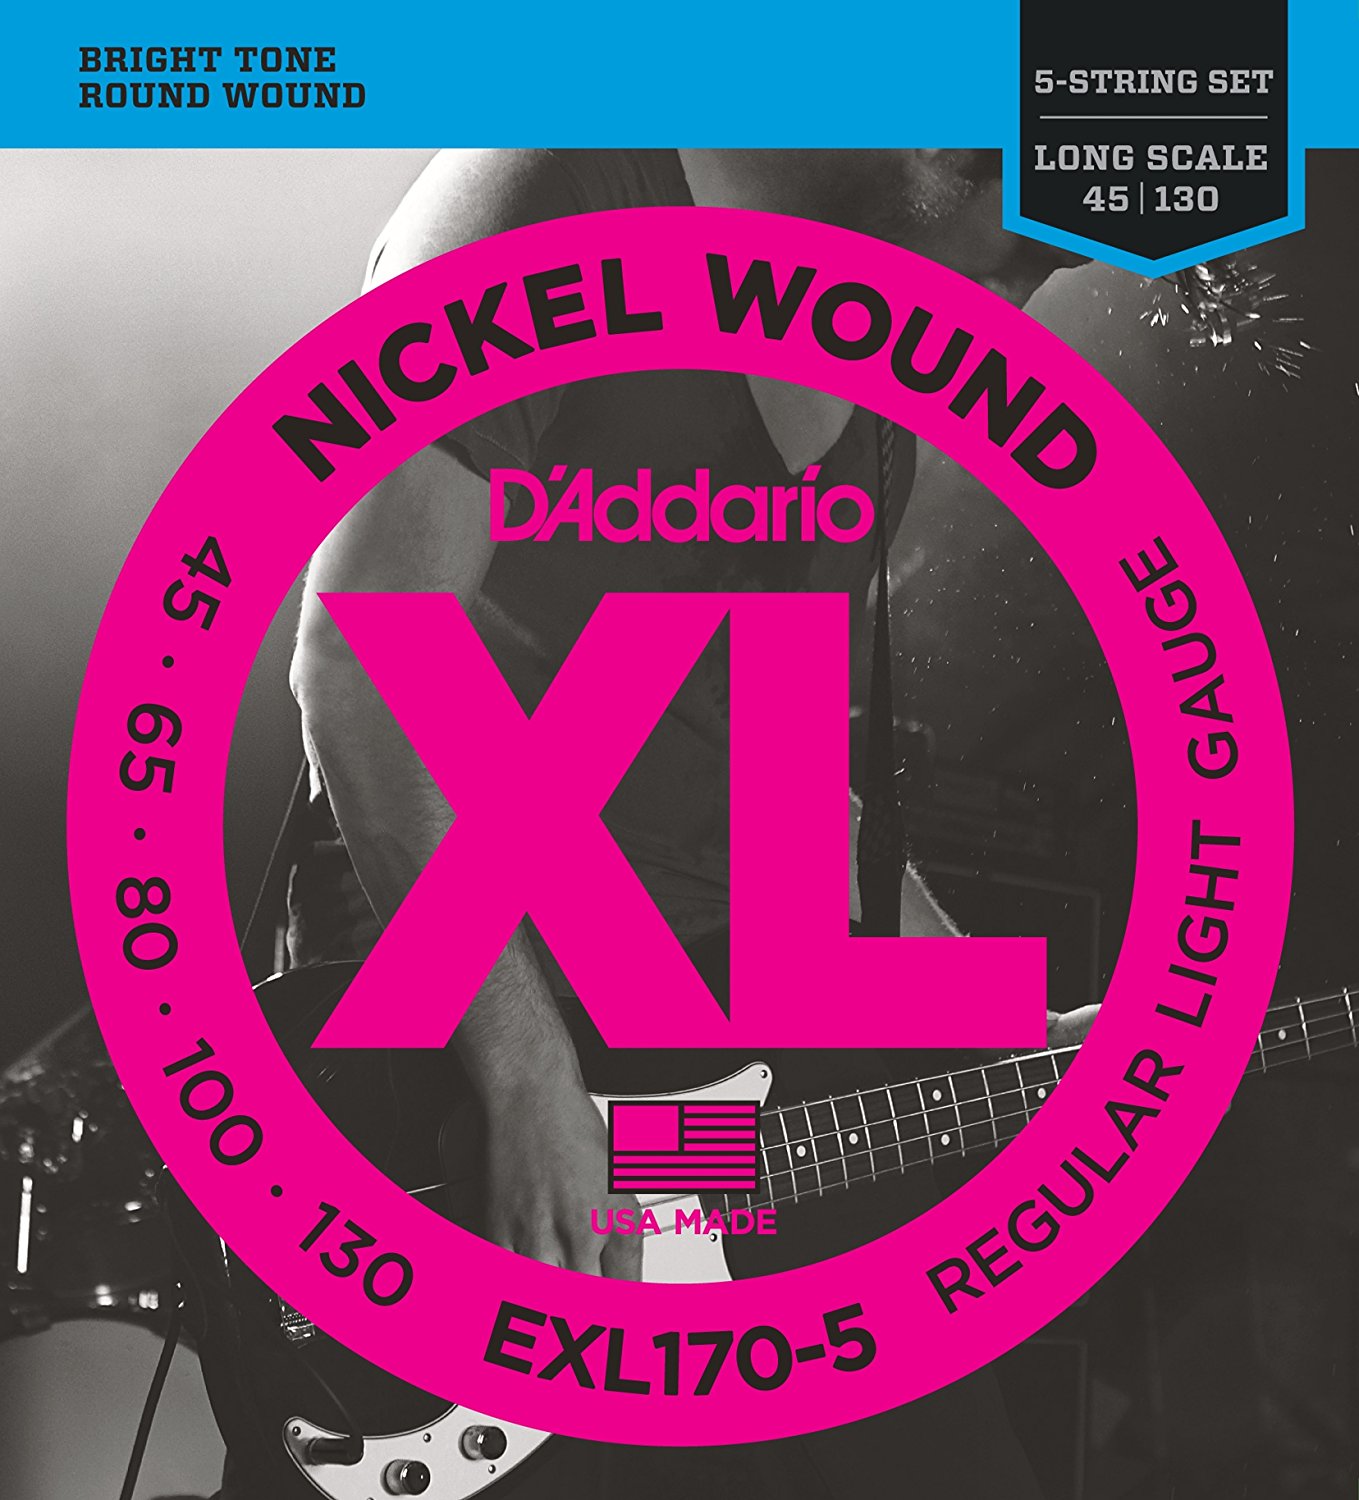 BRIGHT TONE
ROUND WOUND
5-STRING SET
LONG SCALE
45|130
NICKEL WOUND
D'Addario
XL
USA MADE
45 · 65 · 80 · 100 · 130
EXL170-5
REGULAR LIGHT GAUGE